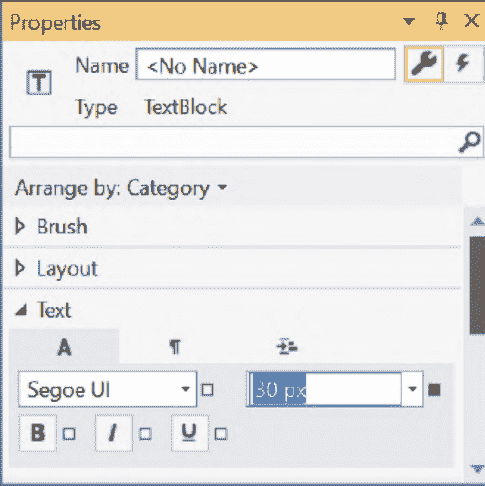 Properties
Name <No Name>
T
Type TextBlock
Arrange by: Category
Brush
Layout
Text
A ¶
Segoe UI 30 px
B I U